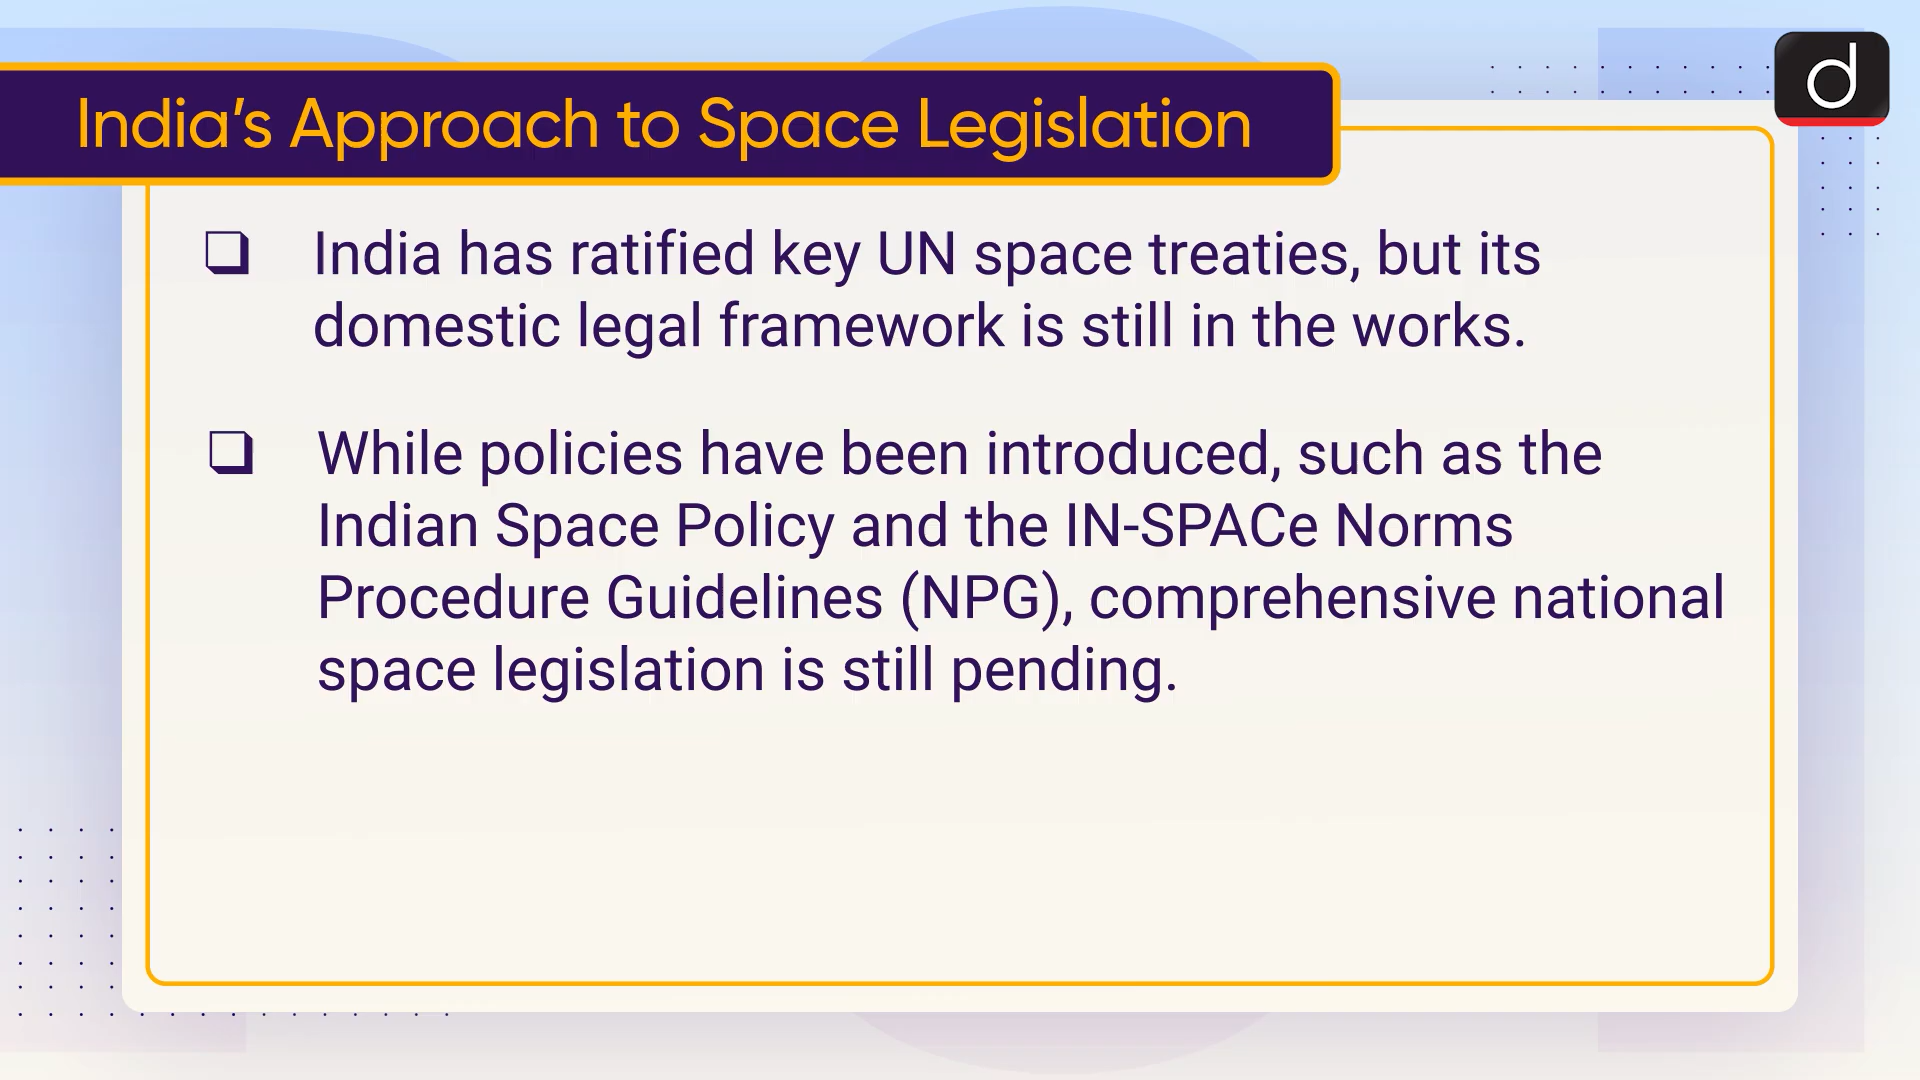 India’s Approach to Space Legislation
d
❑ India has ratified key UN space treaties, but its
domestic legal framework is still in the works.
❑ While policies have been introduced, such as the
Indian Space Policy and the IN-SPACe Norms
Procedure Guidelines (NPG), comprehensive national
space legislation is still pending.